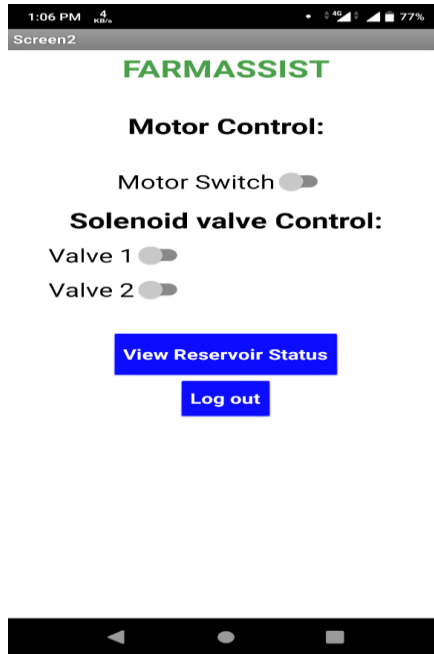 1:06 PM 4 KB/s 4G 77%
Screen2
FARMASSIST
Motor Control:
Motor Switch
Solenoid valve Control:
Valve 1
Valve 2
View Reservoir Status
Log out